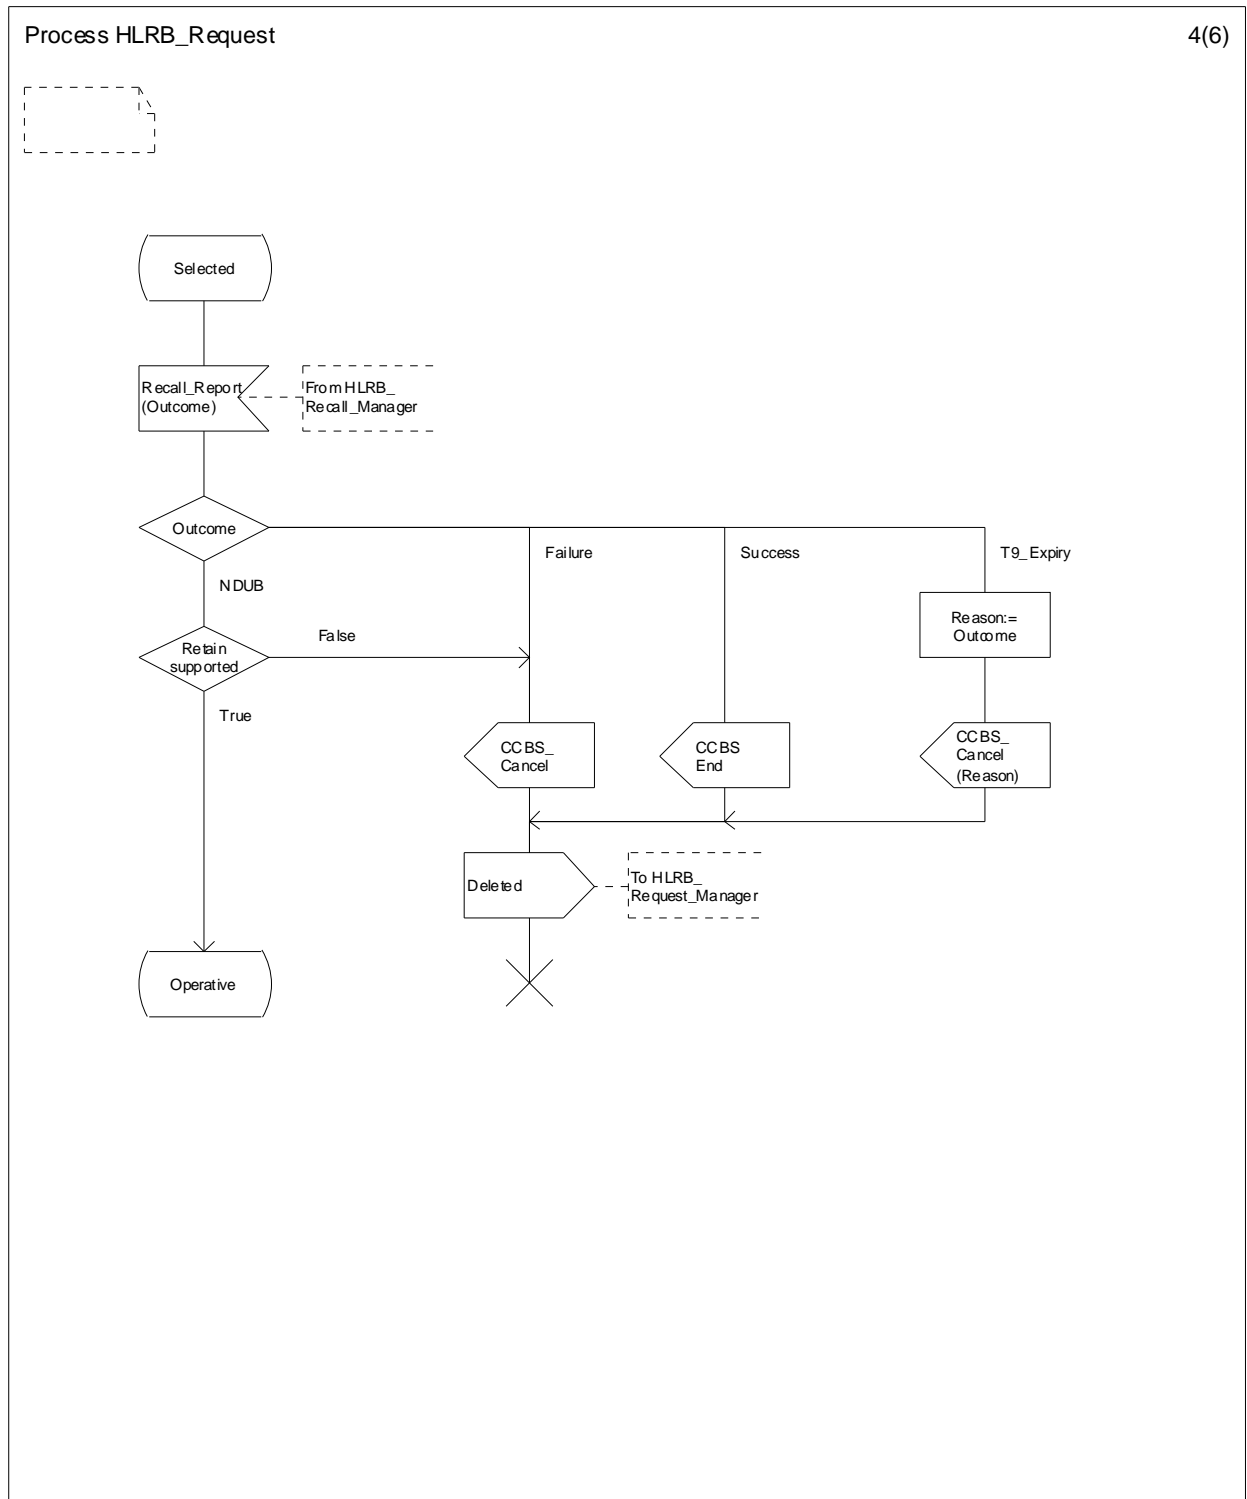 Process HLRB_Request
4(6)
Selected
Recall_Report
(Outcome)
From HLRB_
Recall_Manager
Outcome
Failure
Success
T9_Expiry
NDUB
Reason:=
Outcome
False
Retain
supported
True
CCBS_
Cancel
CCBS
End
CCBS_
Cancel
(Reason)
Deleted
To HLRB_
Request_Manager
Operative